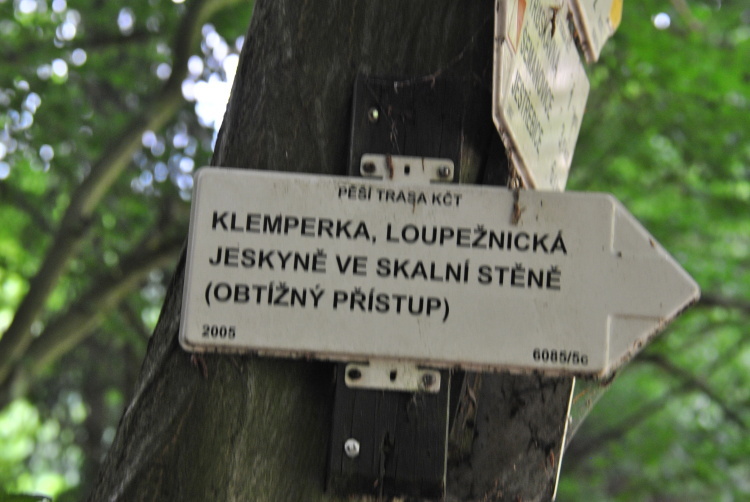 PĚŠÍ TRASA KČT
KLEMPERKA, LOUPEŽNICKÁ
JESKYNĚ VE SKALNÍ STĚNĚ
(OBTÍŽNÝ PŘÍSTUP)
2005
6085/5c